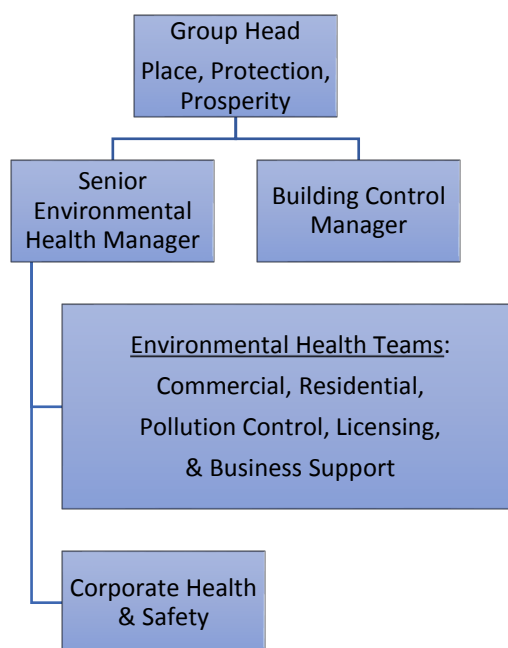 Group Head
Place, Protection,
Prosperity
Senior
Environmental
Health Manager
Building Control
Manager
Environmental Health Teams:
Commercial, Residential,
Pollution Control, Licensing,
& Business Support
Corporate Health
& Safety